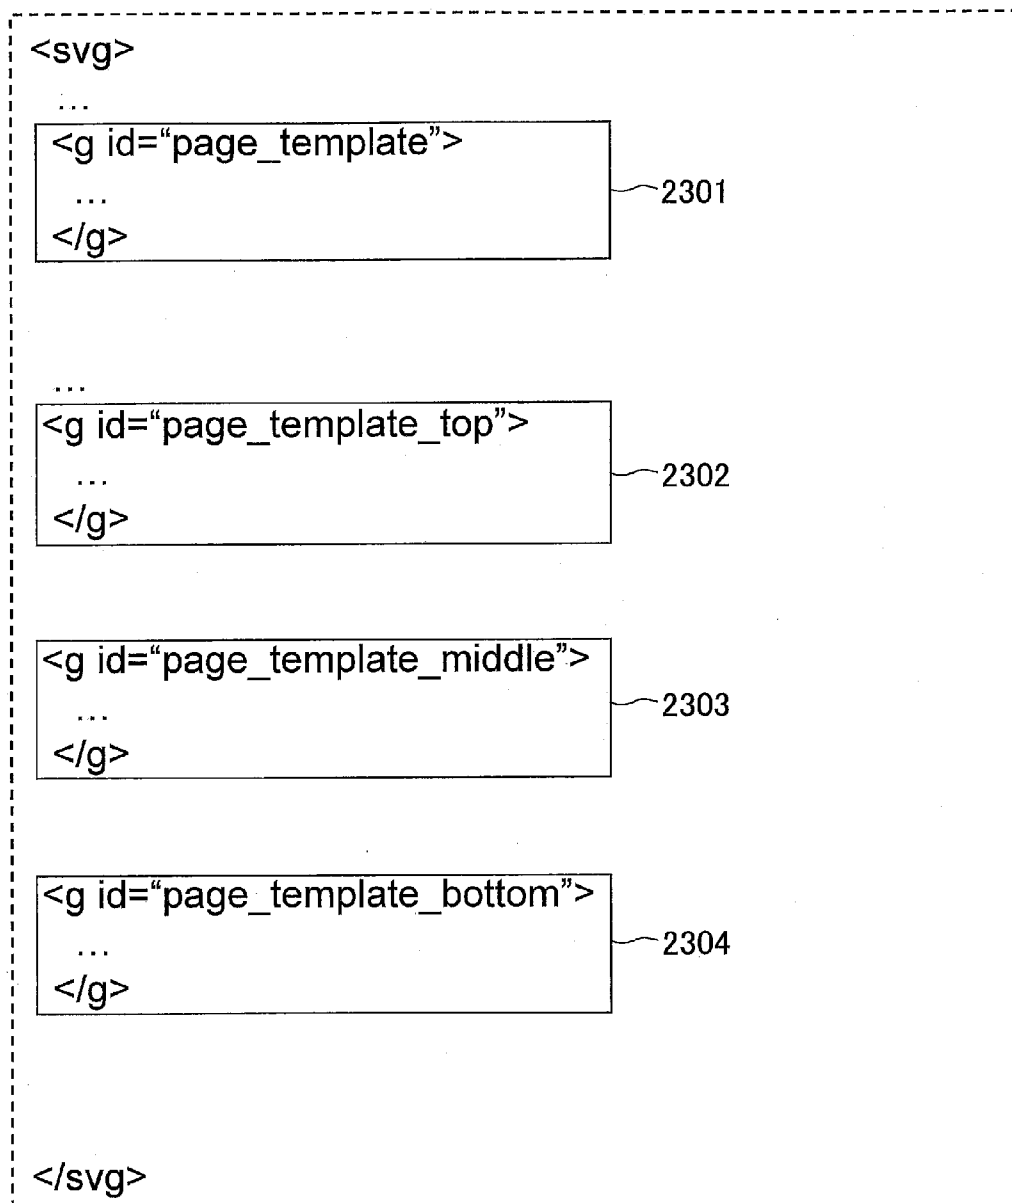 <svg>
...
<g id=“page_template”>
...
2301
</g>
...
<g id=“page_template_top”>
...
2302
</g>
<g id=“page_template_middle”>
...
2303
</g>
<g id=“page_template_bottom”>
...
2304
</g>
</svg>